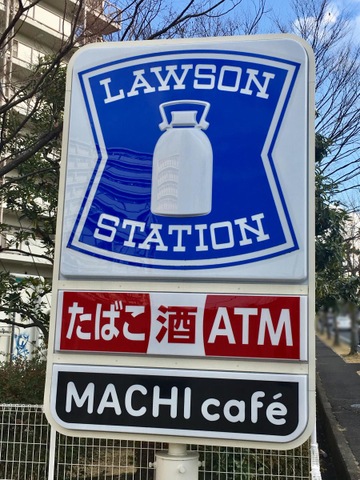 LAWSON
STATION
たばこ 酒 ATM
MACHI café